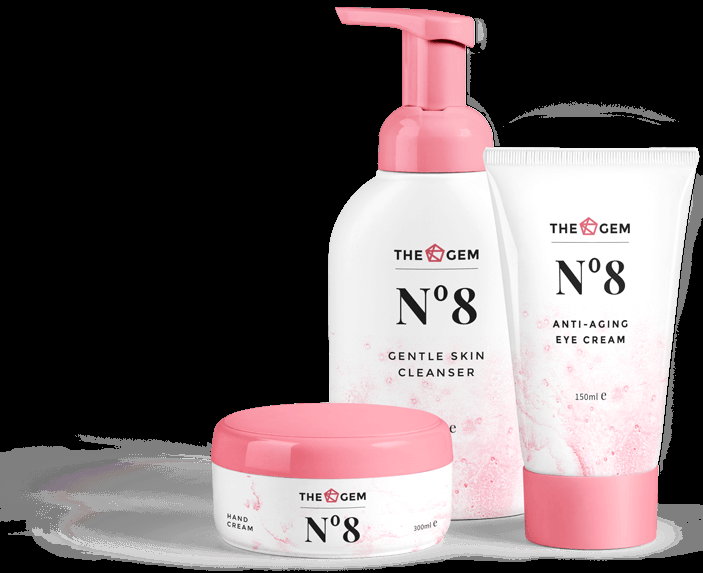 THE GEM
Nº8
GENTLE SKIN
CLEANSER
e
THE GEM
Nº8
ANTI-AGING
EYE CREAM
150ml e
THE GEM
HAND
CREAM
Nº8
300ml e